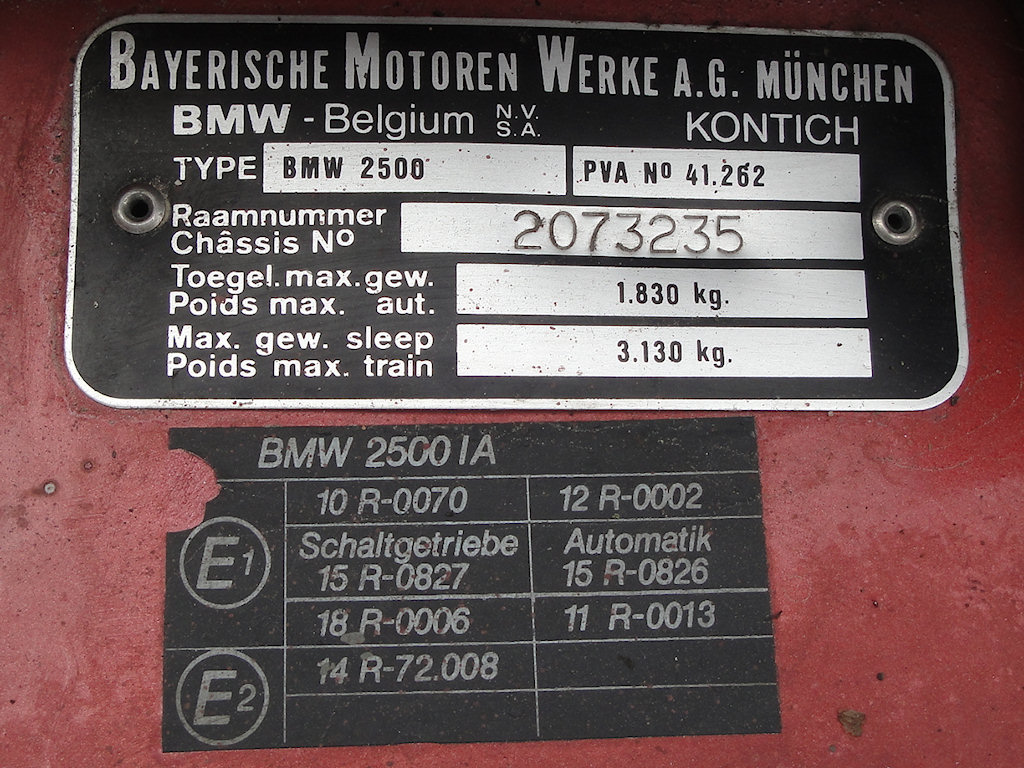 BAYERISCHE MOTOREN WERKE A.G. MÜNCHEN
BMW - Belgium N.V. S.A. KONTICH
TYPE BMW 2500 PVA Nº 41.262
Raamnummer
Châssis Nº 2073235
Toegel. max. gew.
Poids max. aut. 1.830 kg.
Max. gew. sleep
Poids max. train 3.130 kg.
BMW 2500 / A
10 R-0070 12 R-0002
E1 Schaltgetriebe Automatik
15 R-0827 15 R-0826
18 R-0006 11 R-0013
E2 14 R-72.008